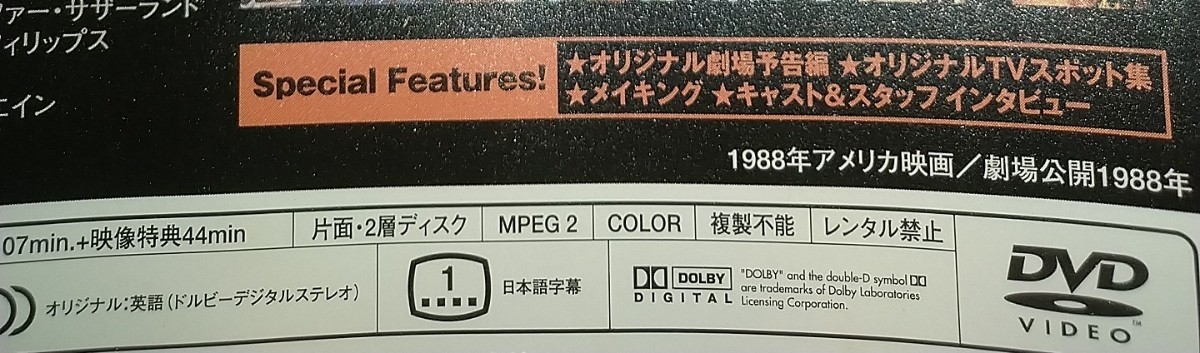 ファー・サザーランド
フィリップス
エイン
Special Features!
★オリジナル劇場予告編 ★オリジナルTVスポット集
★メイキング ★キャスト&スタッフ インタビュー
1988年アメリカ映画／劇場公開1988年
07min.+映像特典44min
片面・2層ディスク
MPEG 2
COLOR
複製不能
レンタル禁止
オリジナル:英語(ドルビーデジタルステレオ)
1
日本語字幕
DOLBY
DIGITAL
"DOLBY" and the double-D symbol
are trademarks of Dolby Laboratories
Licensing Corporation.
DVD
VIDEO™